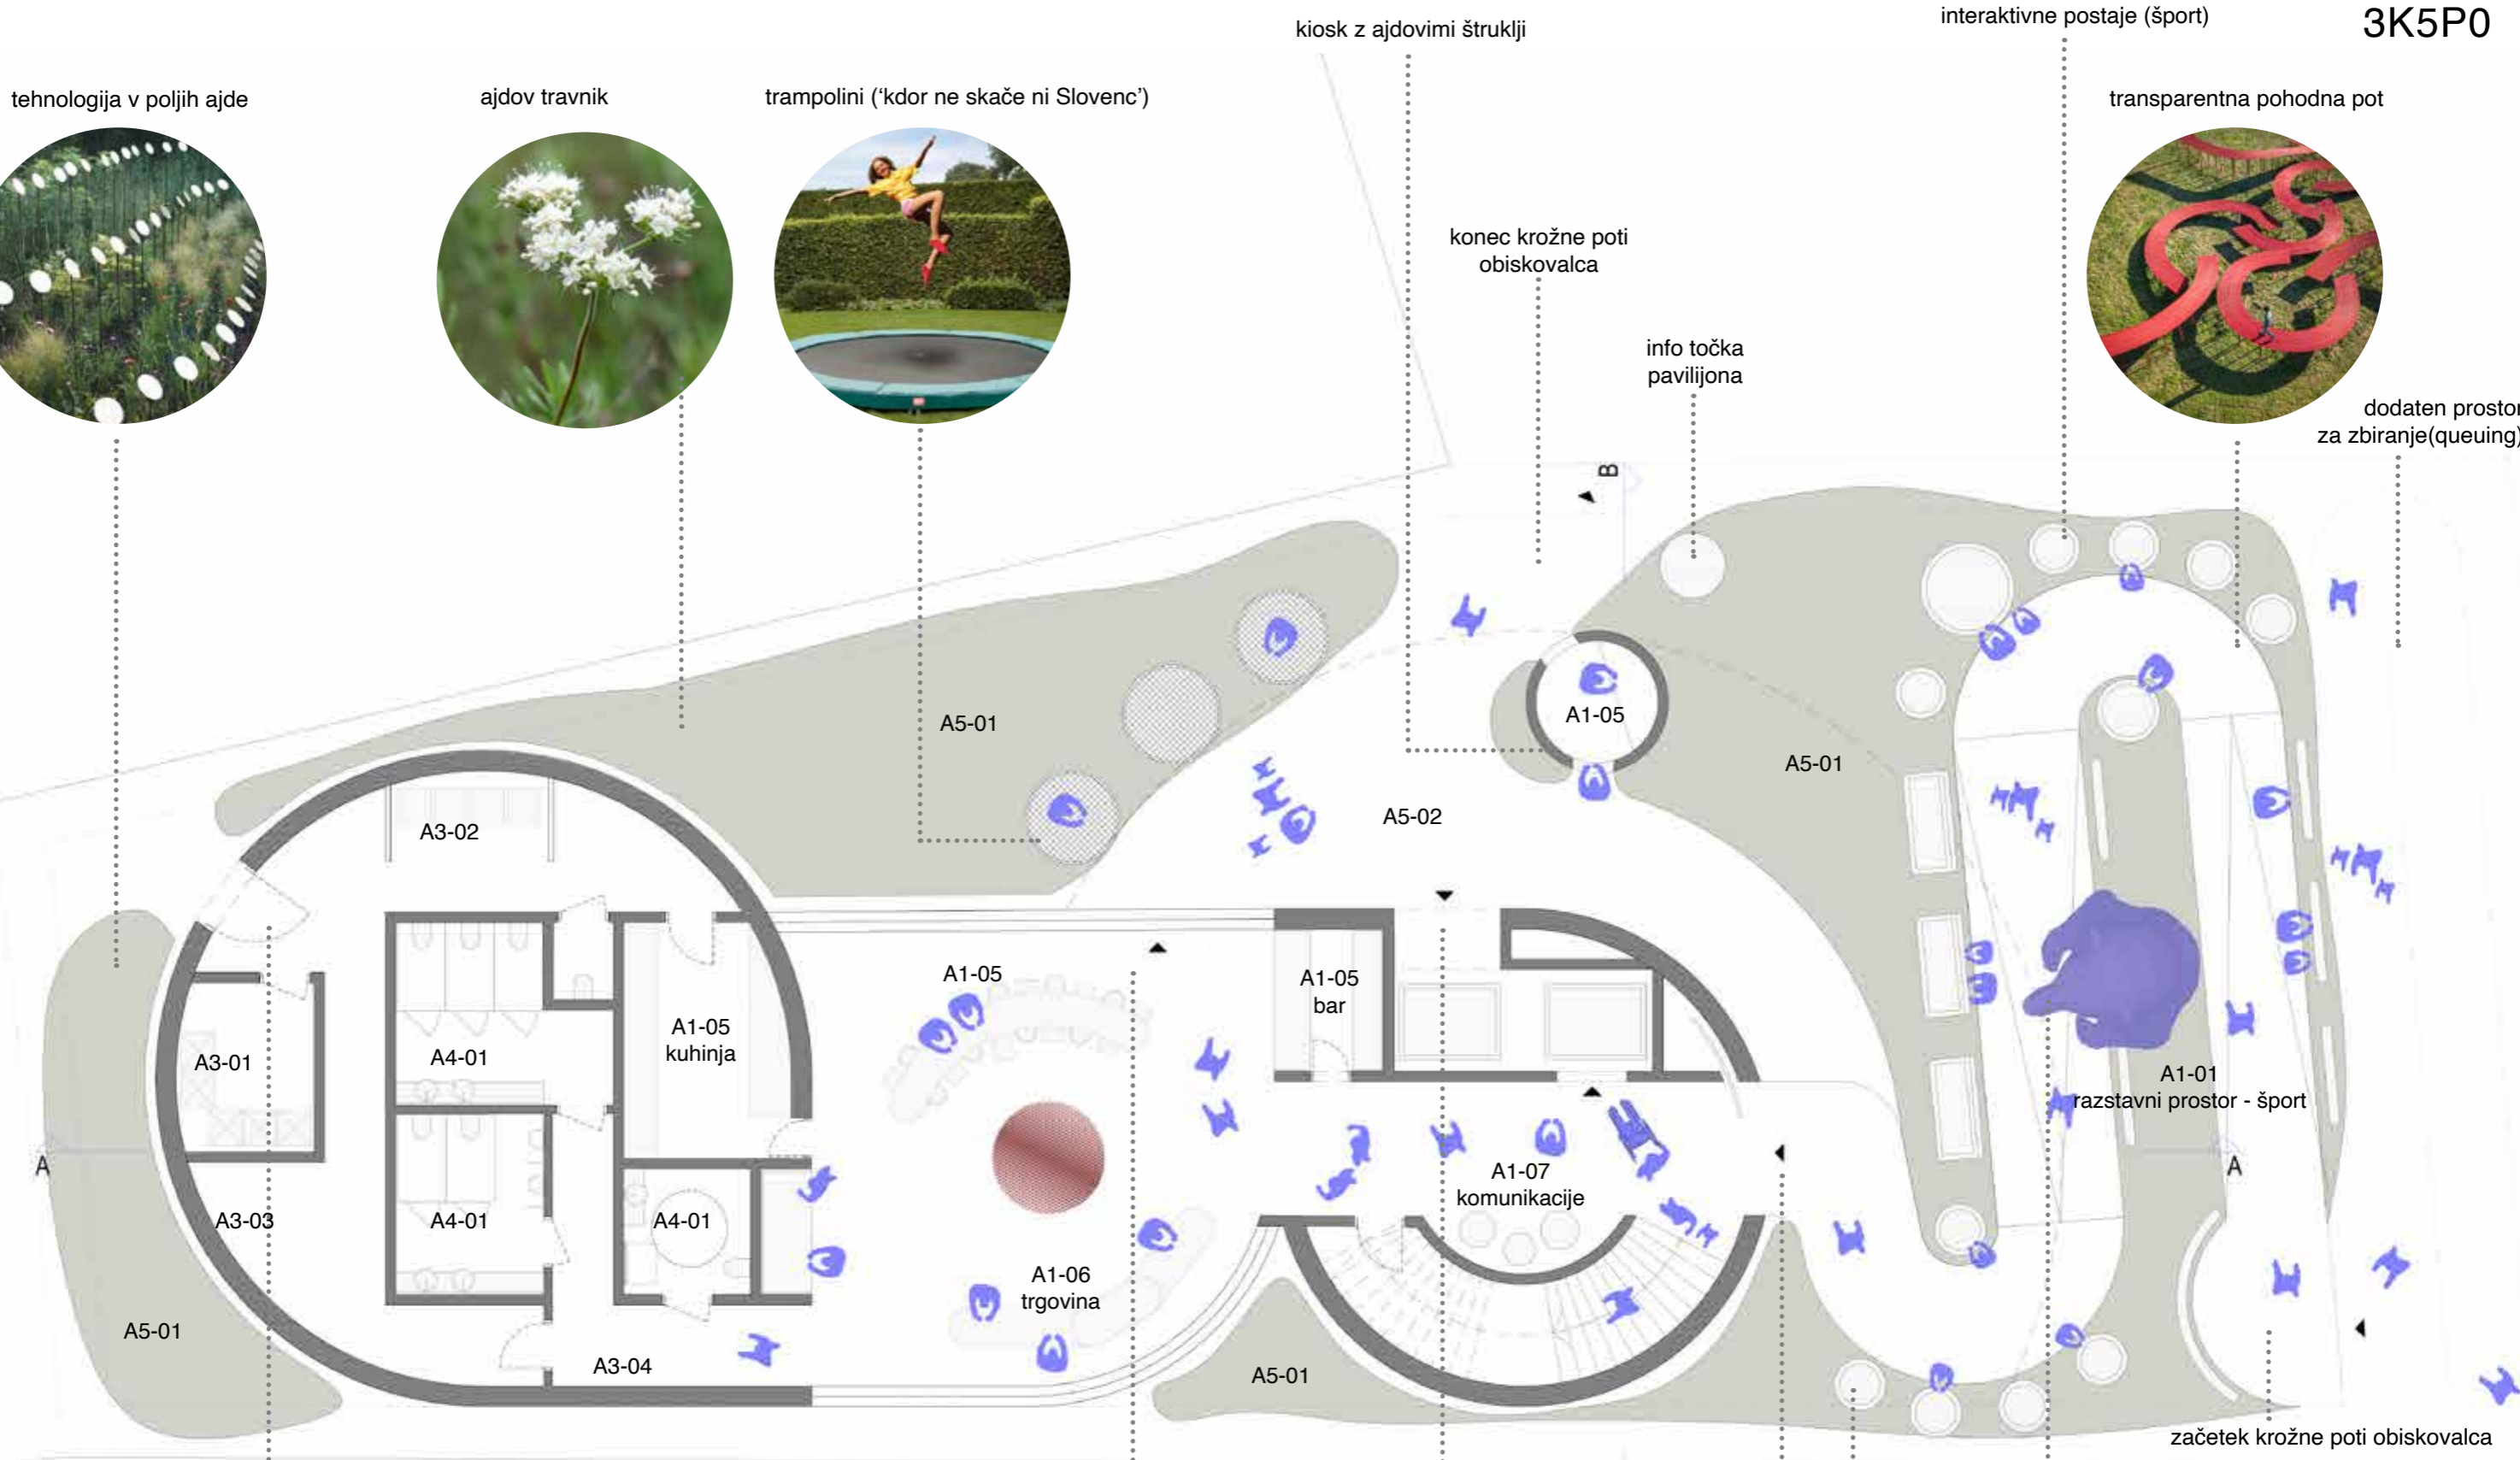 kiosk z ajdovimi štruklji
interaktivne postaje (šport)
3K5P0
tehnologija v poljih ajde
ajdov travnik
trampolini (‘kdor ne skače ni Slovenc’)
transparentna pohodna pot
konec krožne poti
obiskovalca
info točka
pavilijona
dodaten prostor
za zbiranje(queuing)
B
A5-01
A1-05
A5-01
A3-02
A5-02
A1-05
A1-05
bar
A3-01
A4-01
A1-05
kuhinja
A1-01
razstavni prostor - šport
A
A
A1-07
komunikacije
A3-03
A4-01
A4-01
A1-06
trgovina
A5-01
A3-04
A5-01
začetek krožne poti obiskovalca